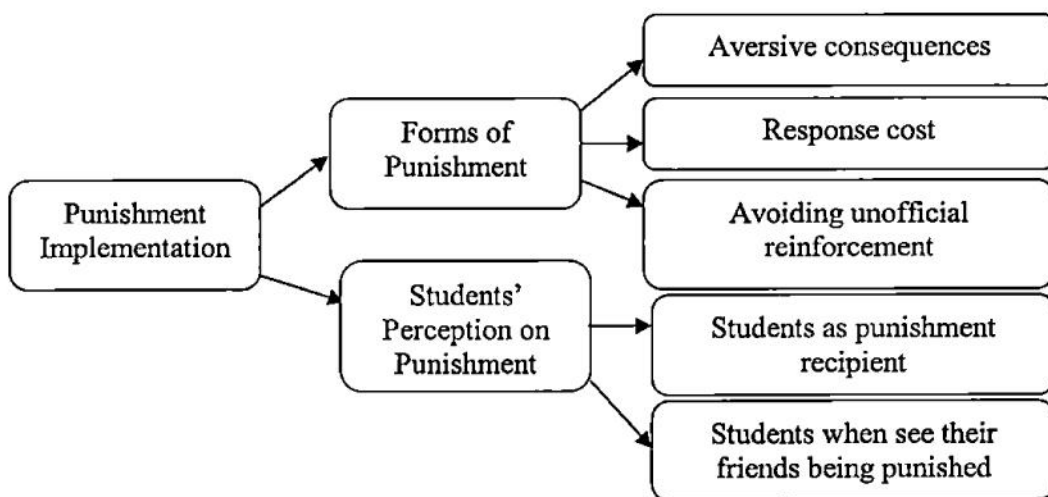 Punishment
Implementation
Forms of
Punishment
Students’
Perception on
Punishment
Aversive consequences
Response cost
Avoiding unofficial
reinforcement
Students as punishment
recipient
Students when see their
friends being punished